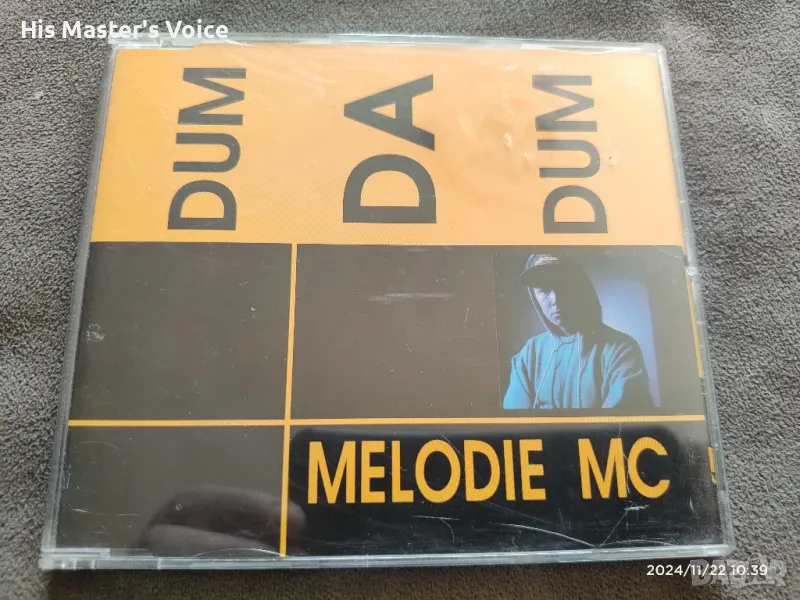 His Master's Voice
DUM
DA
DUM
MELODIE MC
2024/11/22 10:39